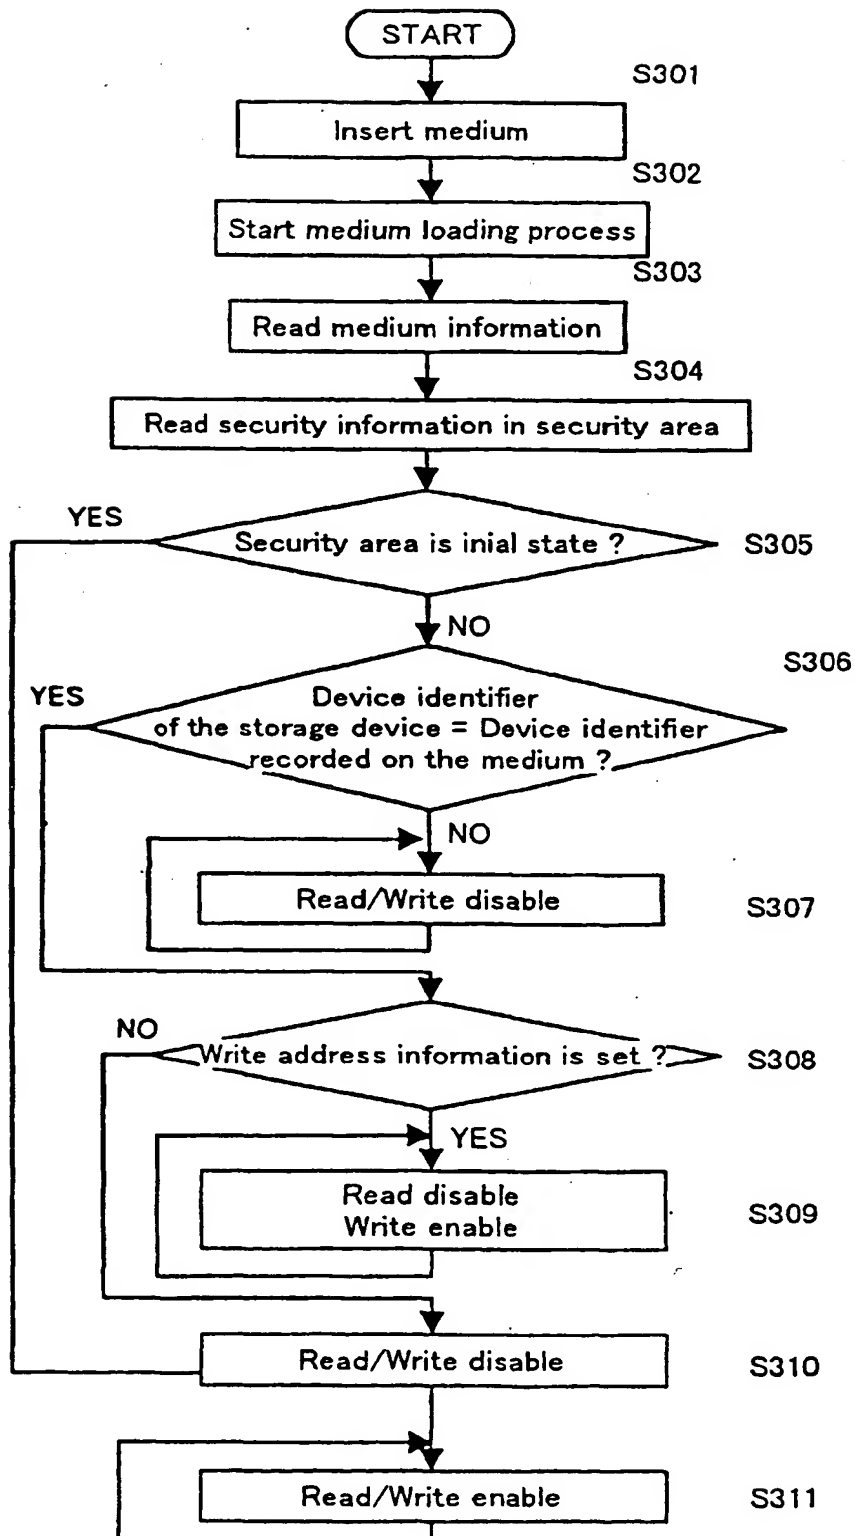 START
S301
Insert medium
S302
Start medium loading process
S303
Read medium information
S304
Read security information in security area
YES
Security area is inial state ?
S305
NO
S306
YES
Device identifier
of the storage device = Device identifier
recorded on the medium ?
NO
Read/Write disable
S307
NO
Write address information is set ?
S308
YES
Read disable
Write enable
S309
Read/Write disable
S310
Read/Write enable
S311